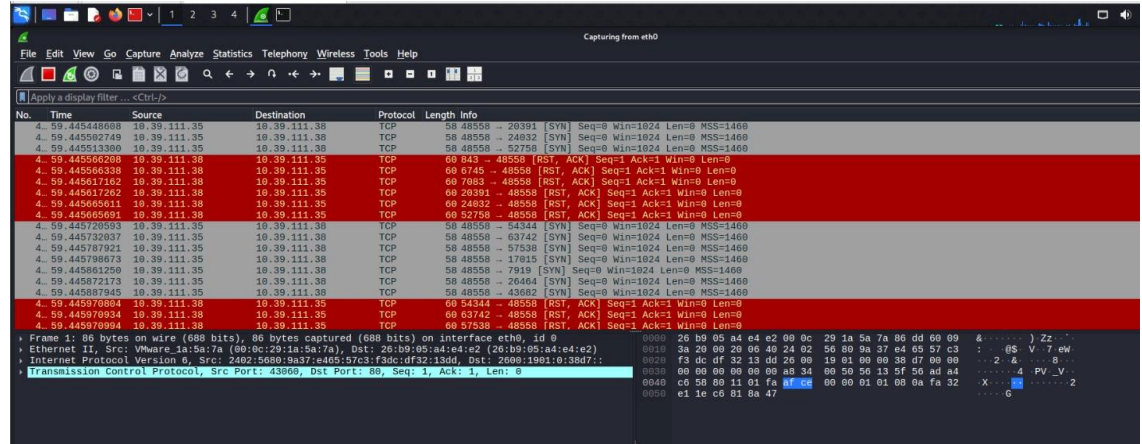 1 2 3 4
Capturing from eth0
File Edit View Go Capture Analyze Statistics Telephony Wireless Tools Help
Apply a display filter ... <Ctrl-/>
No. Time Source Destination Protocol Length Info
4… 59.445448608 10.39.111.35 10.39.111.38 TCP 58 48558 → 20391 [SYN] Seq=0 Win=1024 Len=0 MSS=1460
4… 59.445502749 10.39.111.35 10.39.111.38 TCP 58 48558 → 24032 [SYN] Seq=0 Win=1024 Len=0 MSS=1460
4… 59.445513300 10.39.111.35 10.39.111.38 TCP 58 48558 → 52758 [SYN] Seq=0 Win=1024 Len=0 MSS=1460
4… 59.445566208 10.39.111.38 10.39.111.35 TCP 60 843 → 48558 [RST, ACK] Seq=1 Ack=1 Win=0 Len=0
4… 59.445566338 10.39.111.38 10.39.111.35 TCP 60 6745 → 48558 [RST, ACK] Seq=1 Ack=1 Win=0 Len=0
4… 59.445617162 10.39.111.38 10.39.111.35 TCP 60 7083 → 48558 [RST, ACK] Seq=1 Ack=1 Win=0 Len=0
4… 59.445617262 10.39.111.38 10.39.111.35 TCP 60 20391 → 48558 [RST, ACK] Seq=1 Ack=1 Win=0 Len=0
4… 59.445665611 10.39.111.38 10.39.111.35 TCP 60 24032 → 48558 [RST, ACK] Seq=1 Ack=1 Win=0 Len=0
4… 59.445665691 10.39.111.38 10.39.111.35 TCP 60 52758 → 48558 [RST, ACK] Seq=1 Ack=1 Win=0 Len=0
4… 59.445720593 10.39.111.35 10.39.111.38 TCP 58 48558 → 54344 [SYN] Seq=0 Win=1024 Len=0 MSS=1460
4… 59.445732037 10.39.111.35 10.39.111.38 TCP 58 48558 → 63742 [SYN] Seq=0 Win=1024 Len=0 MSS=1460
4… 59.445787921 10.39.111.35 10.39.111.38 TCP 58 48558 → 57538 [SYN] Seq=0 Win=1024 Len=0 MSS=1460
4… 59.445798673 10.39.111.35 10.39.111.38 TCP 58 48558 → 17015 [SYN] Seq=0 Win=1024 Len=0 MSS=1460
4… 59.445861250 10.39.111.35 10.39.111.38 TCP 58 48558 → 7919 [SYN] Seq=0 Win=1024 Len=0 MSS=1460
4… 59.445872173 10.39.111.35 10.39.111.38 TCP 58 48558 → 26464 [SYN] Seq=0 Win=1024 Len=0 MSS=1460
4… 59.445887945 10.39.111.35 10.39.111.38 TCP 58 48558 → 43682 [SYN] Seq=0 Win=1024 Len=0 MSS=1460
4… 59.445970804 10.39.111.38 10.39.111.35 TCP 60 54344 → 48558 [RST, ACK] Seq=1 Ack=1 Win=0 Len=0
4… 59.445970934 10.39.111.38 10.39.111.35 TCP 60 63742 → 48558 [RST, ACK] Seq=1 Ack=1 Win=0 Len=0
4… 59.445970994 10.39.111.38 10.39.111.35 TCP 60 57538 → 48558 [RST, ACK] Seq=1 Ack=1 Win=0 Len=0
Frame 1: 86 bytes on wire (688 bits), 86 bytes captured (688 bits) on interface eth0, id 0
Ethernet II, Src: VMware_1a:5a:7a (00:0c:29:1a:5a:7a), Dst: 26:b9:05:a4:e4:e2 (26:b9:05:a4:e4:e2)
Internet Protocol Version 6, Src: 2402:5680:9a37:e465:57c3:f3dc:df32:13dd, Dst: 2600:1901:0:38d7::
Transmission Control Protocol, Src Port: 43060, Dst Port: 80, Seq: 1, Ack: 1, Len: 0
0000 26 b9 05 a4 e4 e2 00 0c 29 1a 5a 7a 86 dd 60 09 & · · · · · · · ) · Zz · · ` ·
0010 3a 20 00 20 06 40 24 02 56 80 9a 37 e4 65 57 c3 : · · · @$ · V · · 7 · eW ·
0020 f3 dc df 32 13 dd 26 00 19 01 00 00 38 d7 00 00 · · · 2 · · & · · · · · 8 · · ·
0030 00 00 00 00 00 00 a8 34 00 50 56 13 5f 56 ad a4 · · · · · · · 4 · PV · _V · ·
0040 c6 58 80 11 01 fa af ce 00 00 01 01 08 0a fa 32 · X · · · · · · · · · · · · · 2
0050 e1 1e c6 81 8a 47 · · · · · G